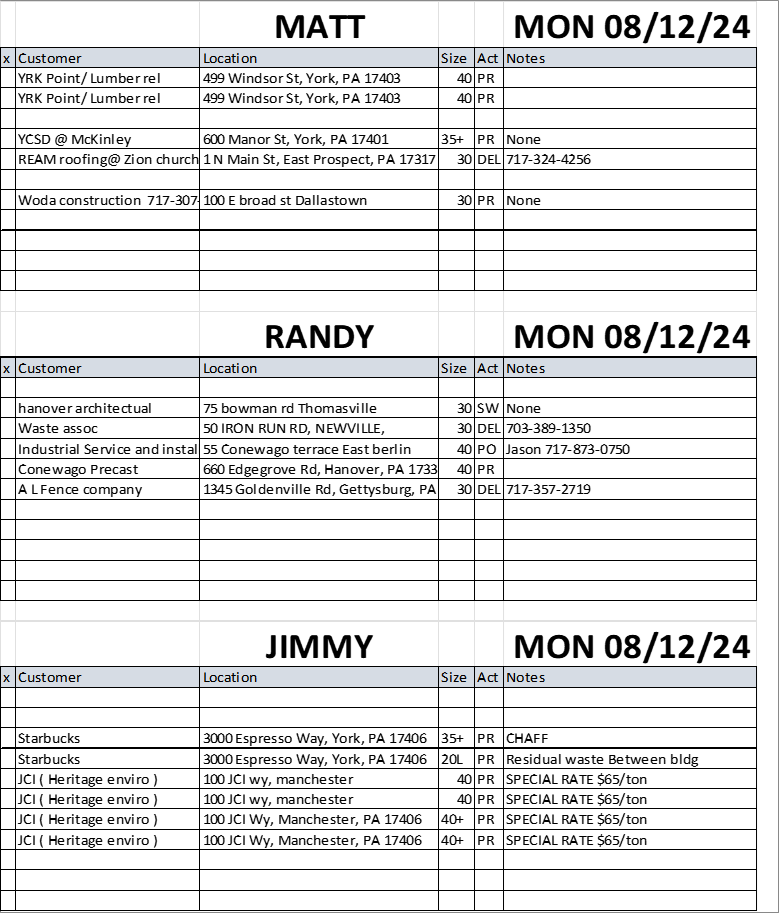 MATT MON 08/12/24
x Customer Location Size Act Notes
YRK Point/ Lumber rel 499 Windsor St, York, PA 17403 40 PR
YRK Point/ Lumber rel 499 Windsor St, York, PA 17403 40 PR
YCSD @ McKinley 600 Manor St, York, PA 17401 35+ PR None
REAM roofing@ Zion church 1 N Main St, East Prospect, PA 17317 30 DEL 717-324-4256
Woda construction 717-307- 100 E broad st Dallastown 30 PR None
RANDY MON 08/12/24
x Customer Location Size Act Notes
hanover architectual 75 bowman rd Thomasville 30 SW None
Waste assoc 50 IRON RUN RD, NEWVILLE, 30 DEL 703-389-1350
Industrial Service and instal 55 Conewago terrace East berlin 40 PO Jason 717-873-0750
Conewago Precast 660 Edgegrove Rd, Hanover, PA 1733 40 PR
A L Fence company 1345 Goldenville Rd, Gettysburg, PA 30 DEL 717-357-2719
JIMMY MON 08/12/24
x Customer Location Size Act Notes
Starbucks 3000 Espresso Way, York, PA 17406 35+ PR CHAFF
Starbucks 3000 Espresso Way, York, PA 17406 20L PR Residual waste Between bldg
JCI ( Heritage enviro ) 100 JCI wy, manchester 40 PR SPECIAL RATE $65/ton
JCI ( Heritage enviro ) 100 JCI wy, manchester 40 PR SPECIAL RATE $65/ton
JCI ( Heritage enviro ) 100 JCI Wy, Manchester, PA 17406 40+ PR SPECIAL RATE $65/ton
JCI ( Heritage enviro ) 100 JCI Wy, Manchester, PA 17406 40+ PR SPECIAL RATE $65/ton